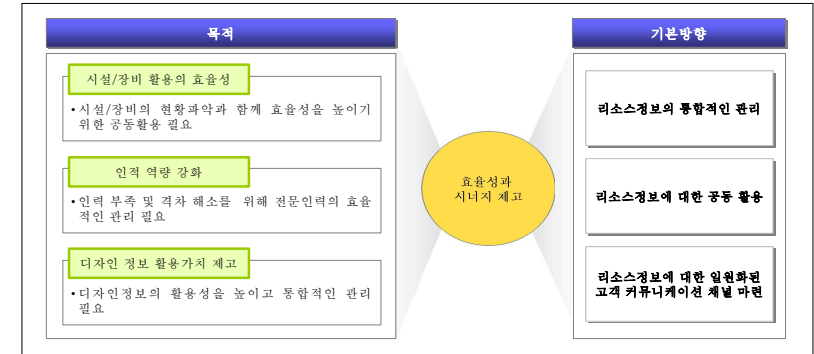 목적
시설/장비 활용의 효율성
•시설/장비의 현황파악과 함께 효율성을 높이기
위한 공동활용 필요
인적 역량 강화
•인력 부족 및 격차 해소를 위해 전문인력의 효율
적인 관리 필요
디자인 정보 활용가치 제고
•디자인정보의 활용성을 높이고 통합적인 관리
필요
효율성과
시너지 제고
기본방향
리소스정보의 통합적인 관리
리소스정보에 대한 공동 활용
리소스정보에 대한 일원화된
고객 커뮤니케이션 채널 마련